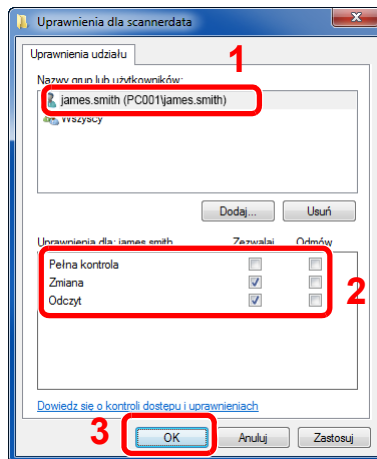 Uprawnienia dla scannerdata
Uprawnienia udziału
1
Nazwy grup lub użytkowników:
james.smith (PC001\james.smith)
Wszyscy
Dodaj... Usuń
Uprawnienia dla: james.smith Zezwalaj Odmów
Pełna kontrola
Zmiana
Odczyt
2
Dowiedz się o kontroli dostępu i uprawnieniach
3
OK Anuluj Zastosuj